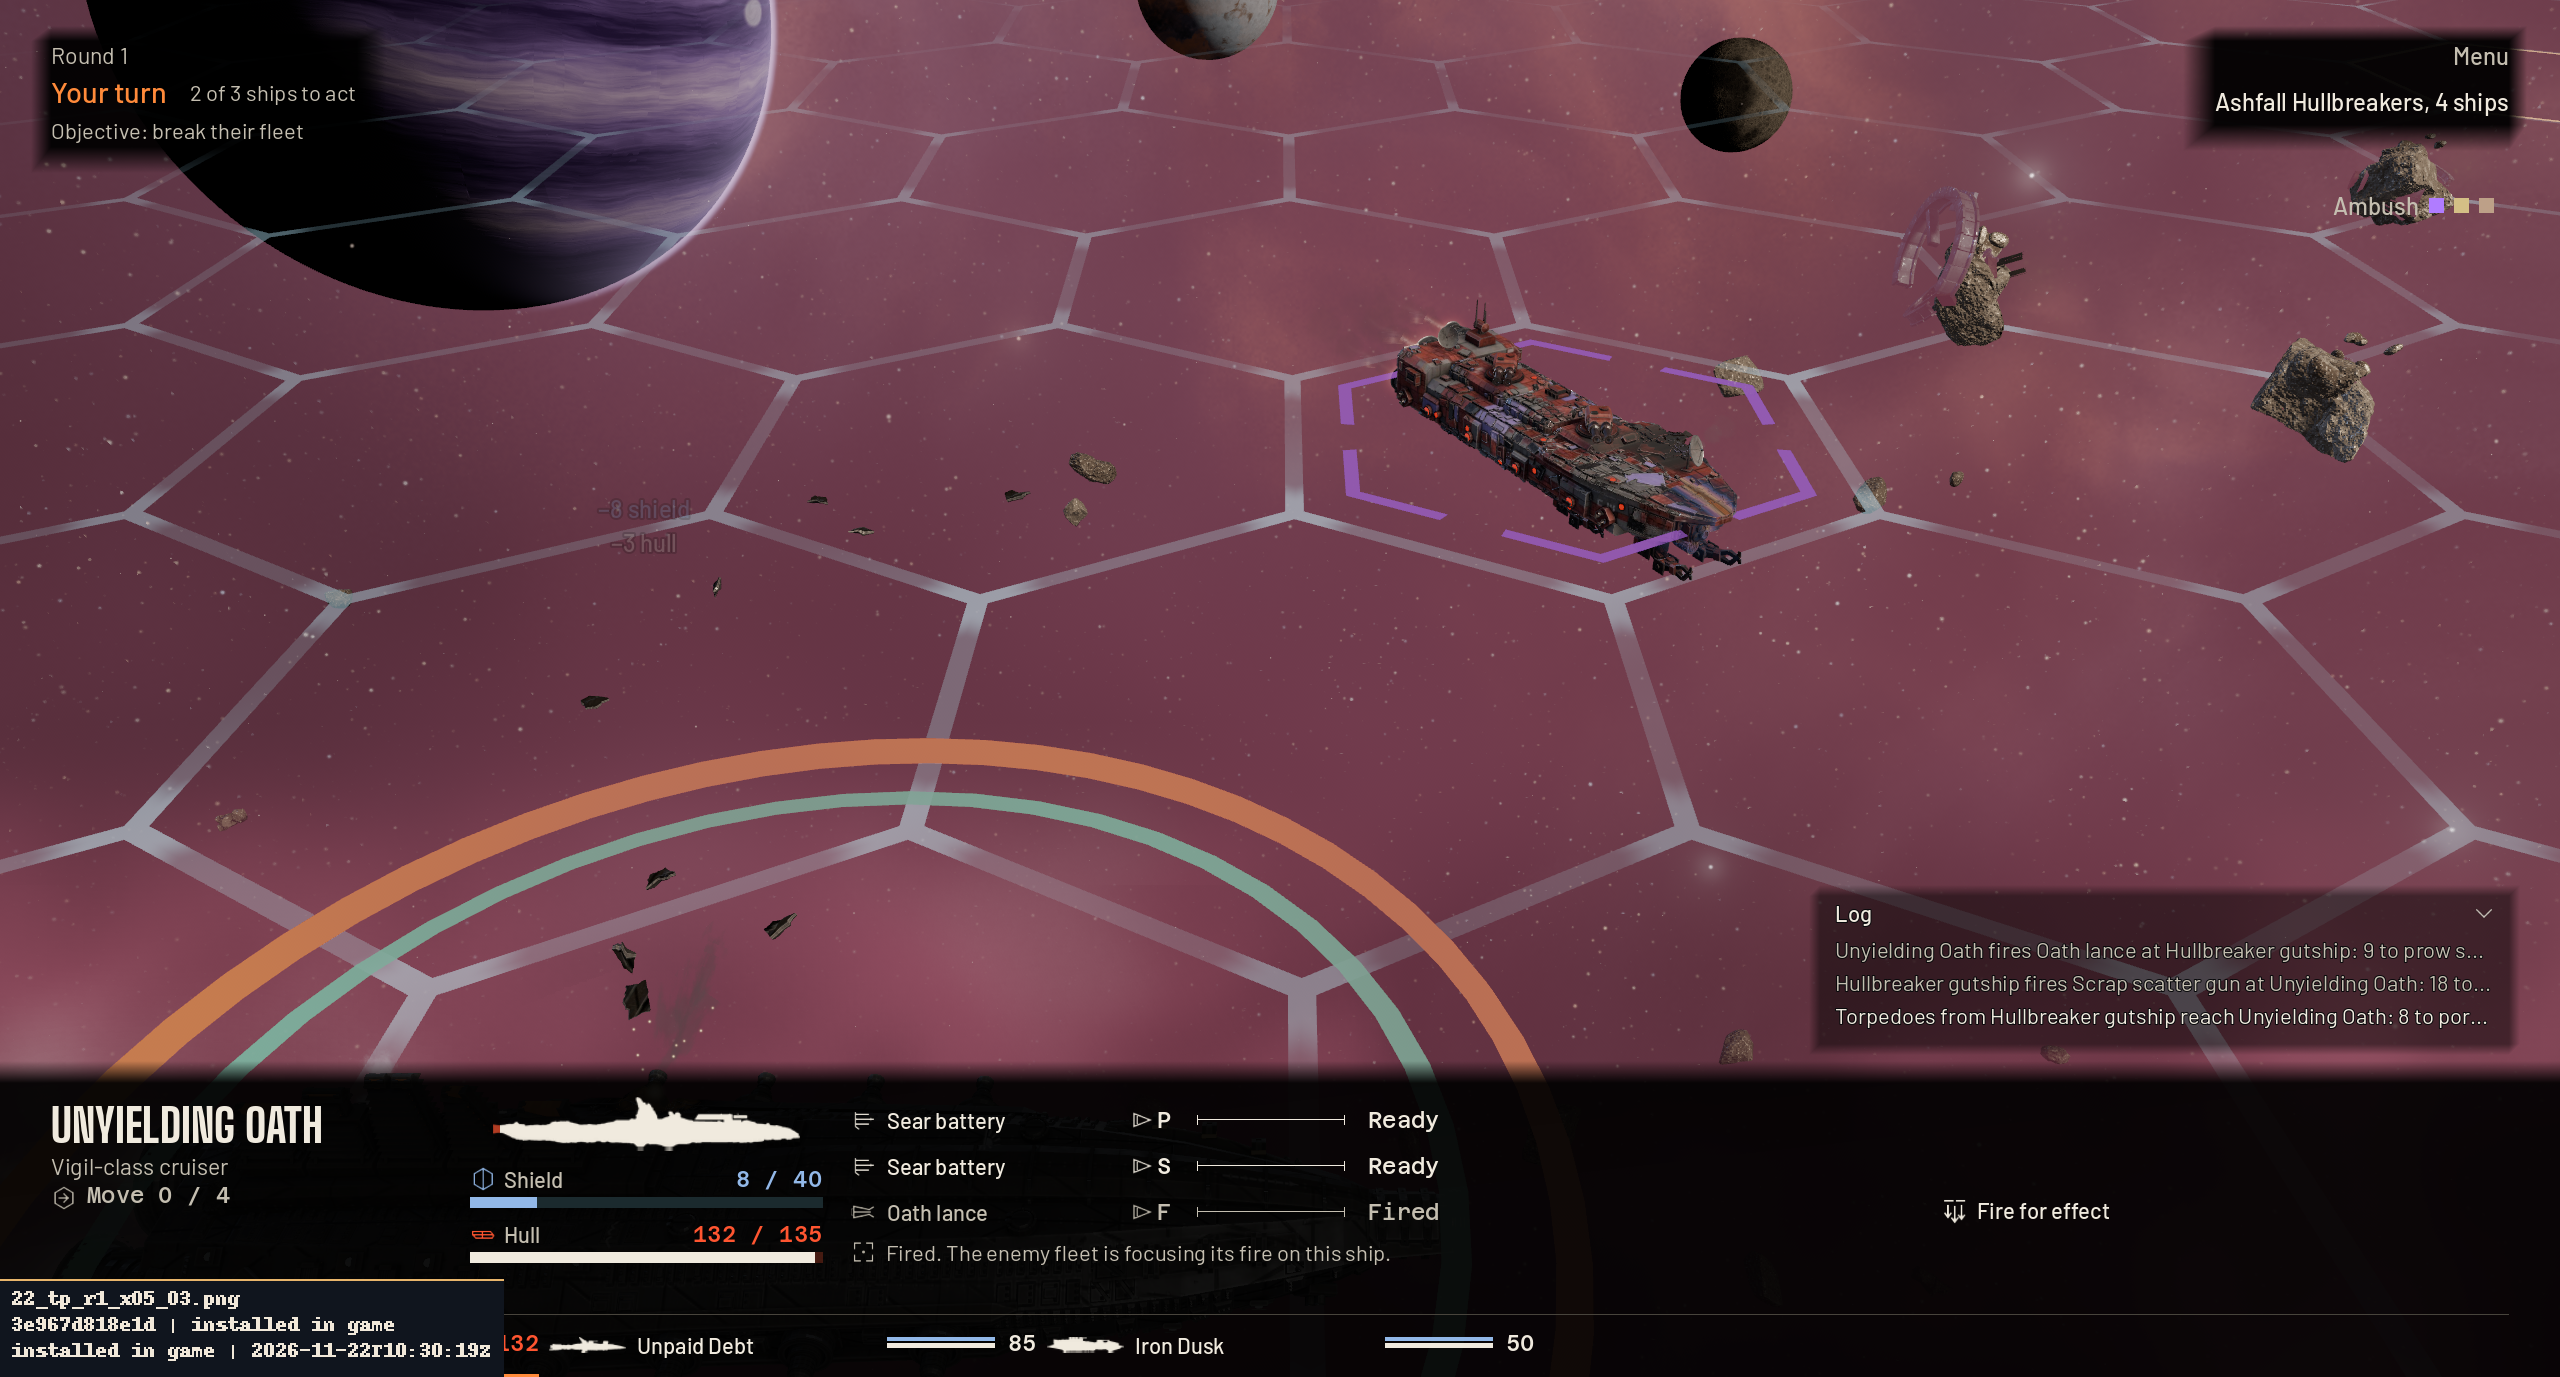 Round 1
Your turn 2 of 3 ships to act
Objective: break their fleet
Menu
Ashfall Hullbreakers, 4 ships
Ambush
-8 shield
-3 hull
Log
Unyielding Oath fires Oath lance at Hullbreaker gutship: 9 to prow s...
Hullbreaker gutship fires Scrap scatter gun at Unyielding Oath: 18 to...
Torpedoes from Hullbreaker gutship reach Unyielding Oath: 8 to por...
UNYIELDING OATH
Vigil-class cruiser
Move 0 / 4
Shield 8 / 40
Hull 132 / 135
Sear battery P Ready
Sear battery S Ready
Oath lance F Fired
Fired. The enemy fleet is focusing its fire on this ship.
Fire for effect
22_tp_r1_x05_03.png
3e967d818e1d | installed in game
installed in game | 2026-11-22T10:30:19Z
132 Unpaid Debt 85 Iron Dusk 50